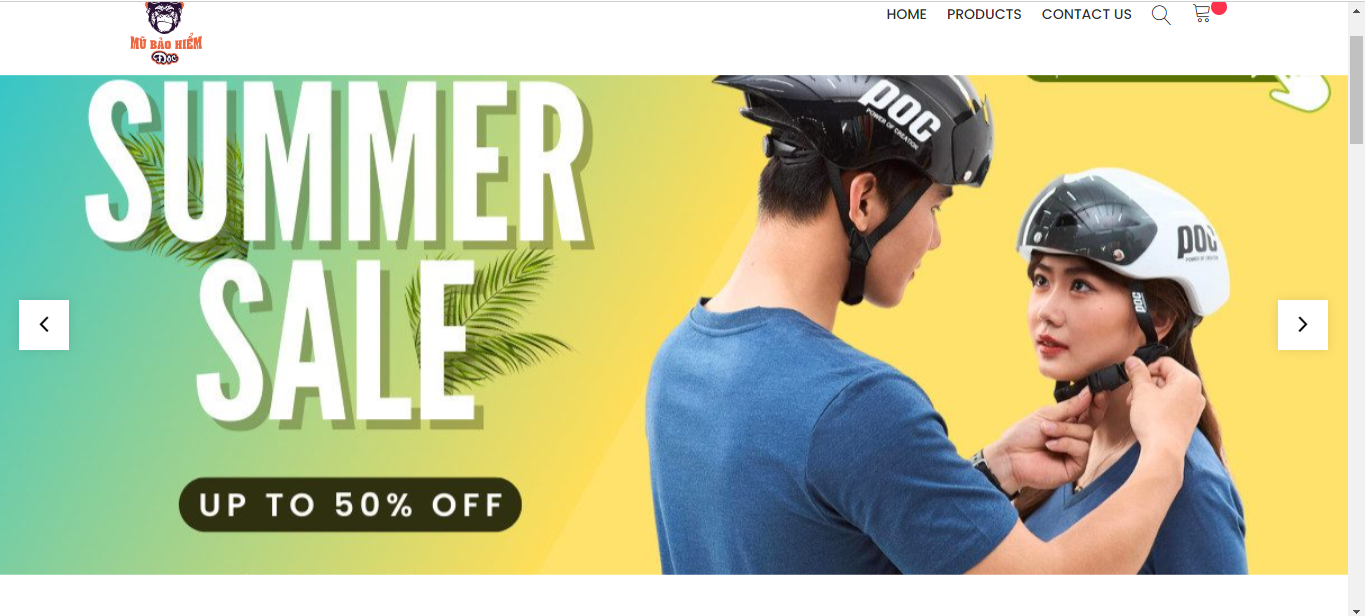 HOME PRODUCTS CONTACT US
MŨ BẢO HIỂM
Độc
SUMMER
SALE
UP TO 50% OFF
POC
POWER OF CREATION
POC
POWER OF CREATION
POC